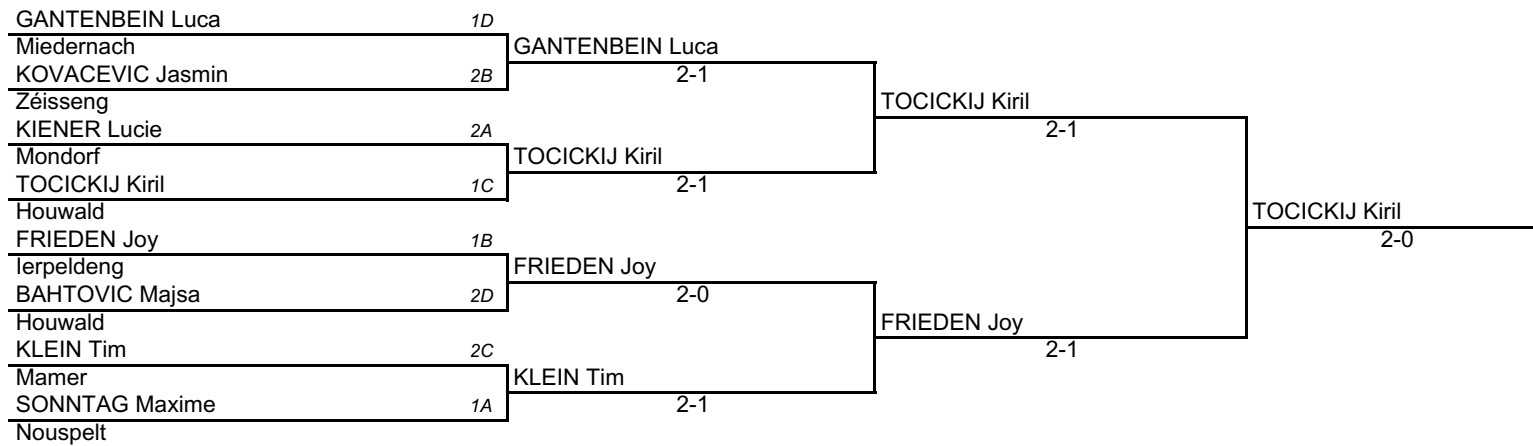 GANTENBEIN Luca 1D
Miedernach GANTENBEIN Luca
KOVACEVIC Jasmin 2B 2-1
Zéisseng TOCICKIJ Kiril
KIENER Lucie 2A 2-1
Mondorf TOCICKIJ Kiril
TOCICKIJ Kiril 1C 2-1
Houwald TOCICKIJ Kiril
FRIEDEN Joy 1B 2-0
Ierpeldeng FRIEDEN Joy
BAHTOVIC Majsa 2D 2-0
Houwald FRIEDEN Joy
KLEIN Tim 2C 2-1
Mamer KLEIN Tim
SONNTAG Maxime 1A 2-1
Nouspelt